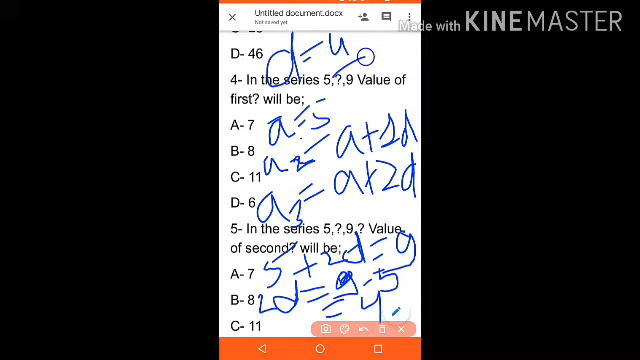 Untitled document.docx
Not saved yet
Made with KINEMASTER
D- 46
d=4
4- In the series 5,?,9 Value of
first? will be;
A- 7
a=5
B- 8
a2=a+1d
C- 11
a3=a+2d
D- 6
5- In the series 5,?,9,? Value
of second? will be;
5+2d=9
A- 7
2d=9-5
B- 8
=4
C- 11